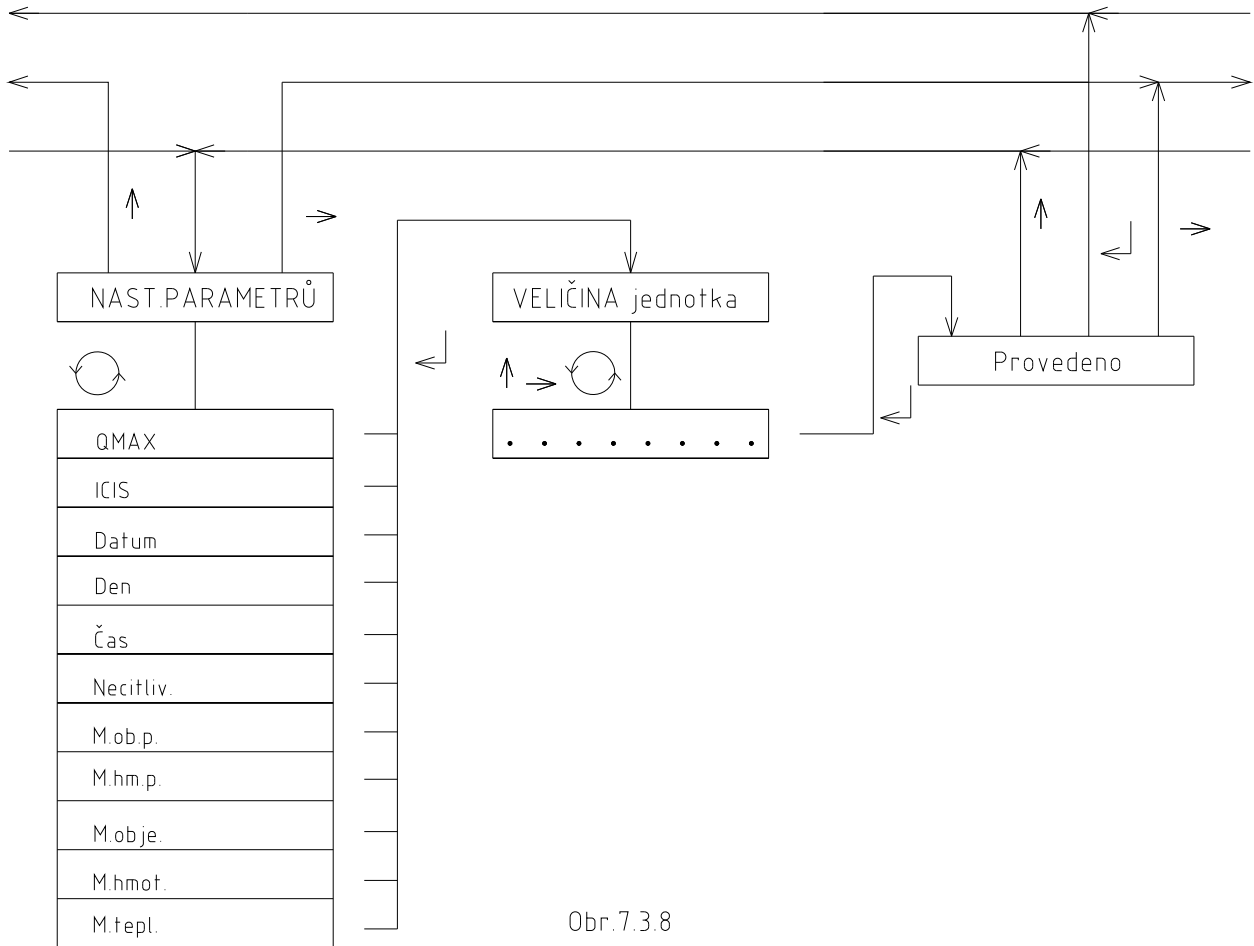 NAST.PARAMETRŮ
VELIČINA jednotka
Provedeno
QMAX
ICIS
Datum
Den
Čas
Necitliv.
M.ob.p.
M.hm.p.
M.obje.
M.hmot.
M.tepl.
Obr.7.3.8